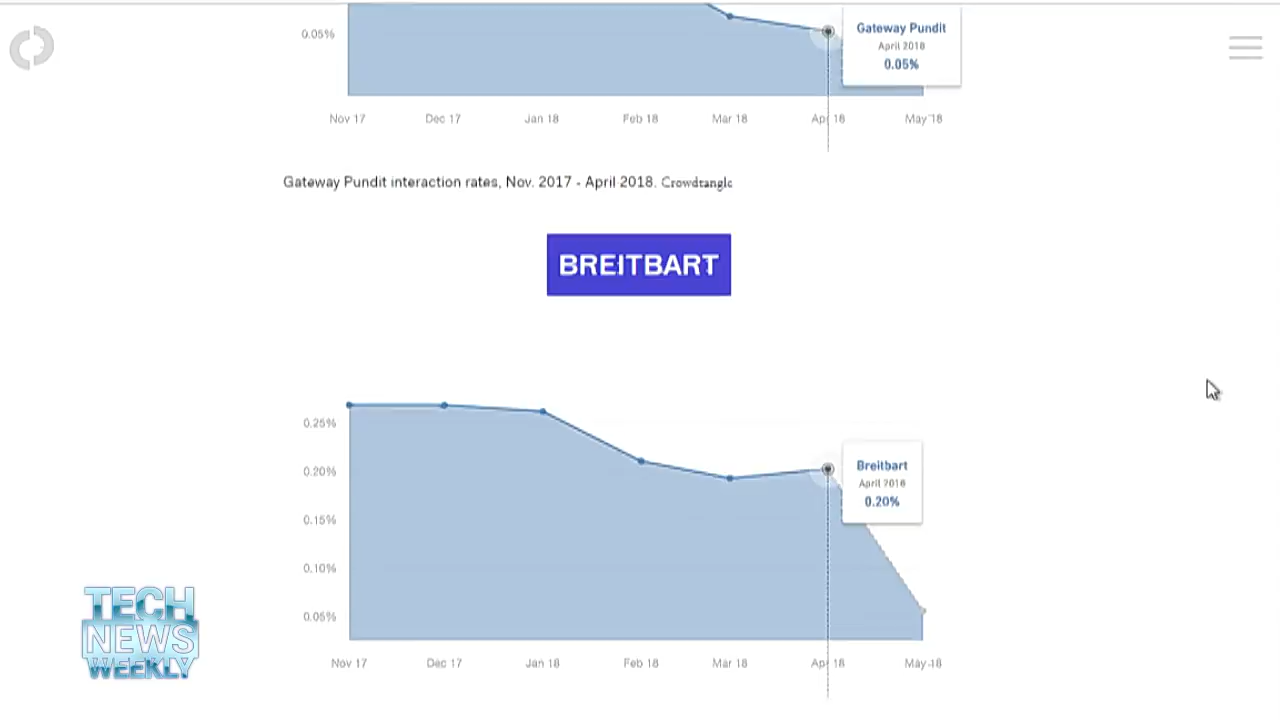 0.05%
Gateway Pundit
April 2018
0.05%
Nov 17 Dec 17 Jan 18 Feb 18 Mar 18 Apr 18 May 18
Gateway Pundit interaction rates, Nov. 2017 - April 2018. Crowdtangle
BREITBART
0.25%
0.20%
0.15%
0.10%
0.05%
Breitbart
April 2018
0.20%
Nov 17 Dec 17 Jan 18 Feb 18 Mar 18 Apr 18 May 18
TECH
NEWS
WEEKLY